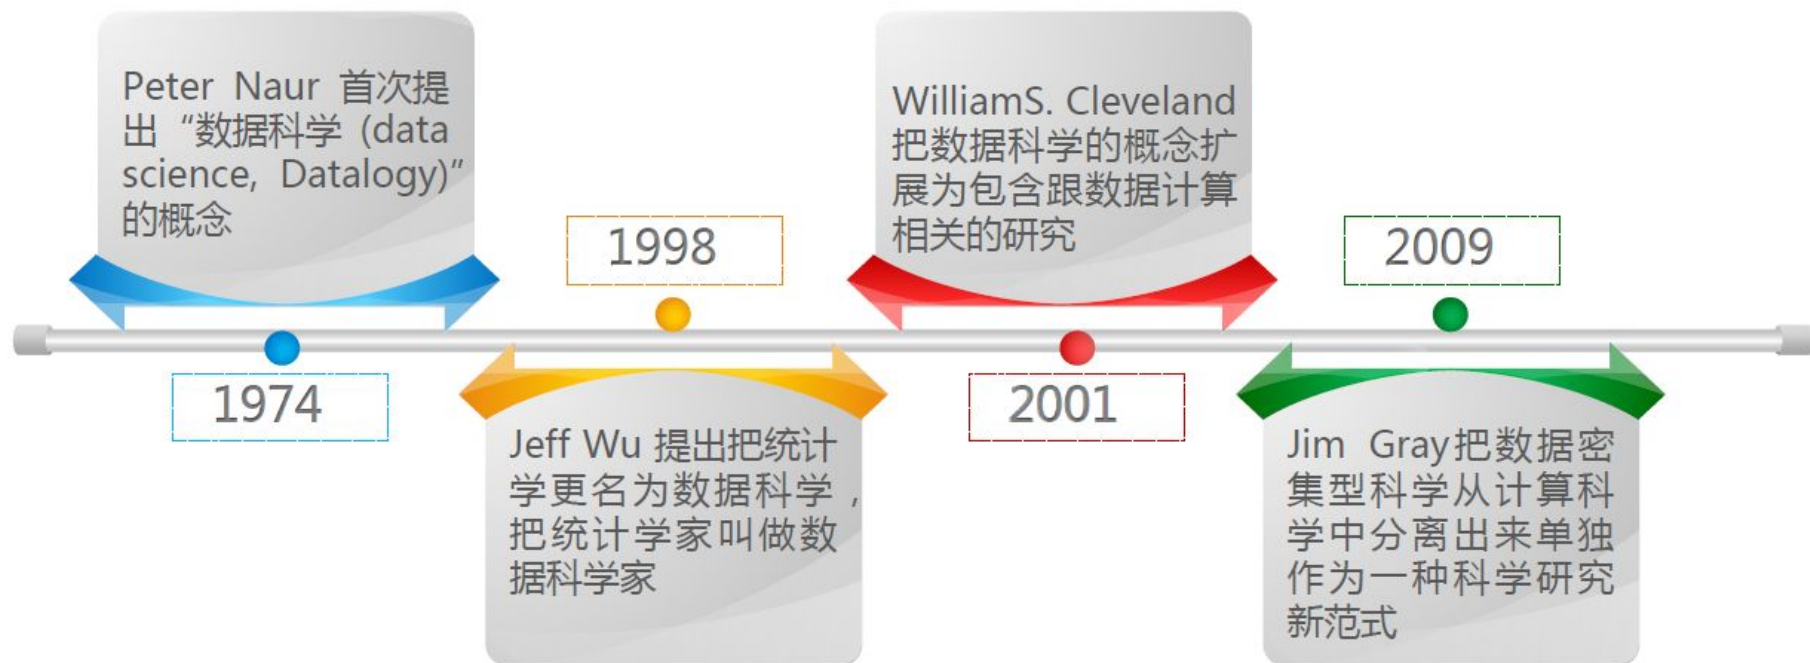 Peter Naur 首次提
出“数据科学 (data
science, Datalogy)”
的概念
1974
1998
Jeff Wu 提出把统计
学更名为数据科学，
把统计学家叫做数
据科学家
WilliamS. Cleveland
把数据科学的概念扩
展为包含跟数据计算
相关的研究
2001
2009
Jim Gray把数据密
集型科学从计算科
学中分离出来单独
作为一种科学研究
新范式